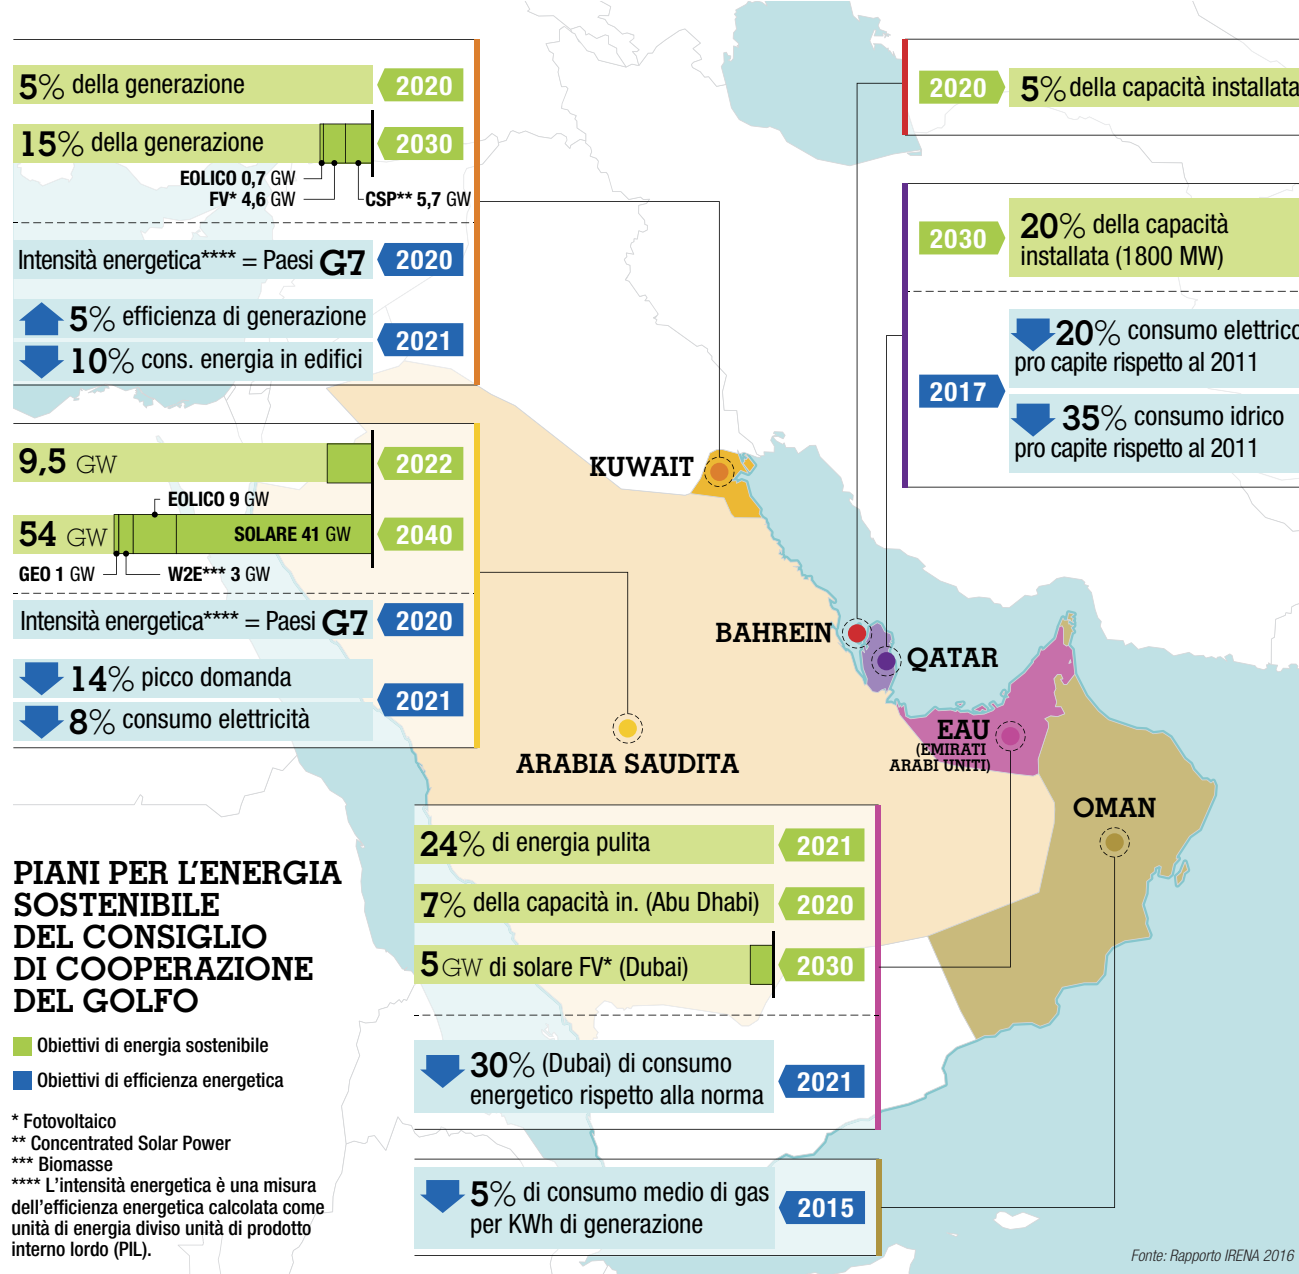 5% della generazione
2020
15% della generazione
2030
EOLICO 0,7 GW
FV* 4,6 GW
CSP** 5,7 GW
Intensità energetica**** = Paesi G7
2020
5% efficienza di generazione
10% cons. energia in edifici
2021
9,5 GW
2022
EOLICO 9 GW
54 GW
SOLARE 41 GW
2040
GEO 1 GW
W2E*** 3 GW
Intensità energetica**** = Paesi G7
2020
14% picco domanda
8% consumo elettricità
2021
2020
5% della capacità installata
2030
20% della capacità
installata (1800 MW)
2017
20% consumo elettrico
pro capite rispetto al 2011
35% consumo idrico
pro capite rispetto al 2011
KUWAIT
BAHREIN
QATAR
EAU
(EMIRATI
ARABI UNITI)
ARABIA SAUDITA
OMAN
24% di energia pulita
2021
7% della capacità in. (Abu Dhabi)
2020
5 GW di solare FV* (Dubai)
2030
30% (Dubai) di consumo
energetico rispetto alla norma
2021
5% di consumo medio di gas
per KWh di generazione
2015
PIANI PER L'ENERGIA
SOSTENIBILE
DEL CONSIGLIO
DI COOPERAZIONE
DEL GOLFO
Obiettivi di energia sostenibile
Obiettivi di efficienza energetica
* Fotovoltaico
** Concentrated Solar Power
*** Biomasse
**** L'intensità energetica è una misura
dell'efficienza energetica calcolata come
unità di energia diviso unità di prodotto
interno lordo (PIL).
Fonte: Rapporto IRENA 2016